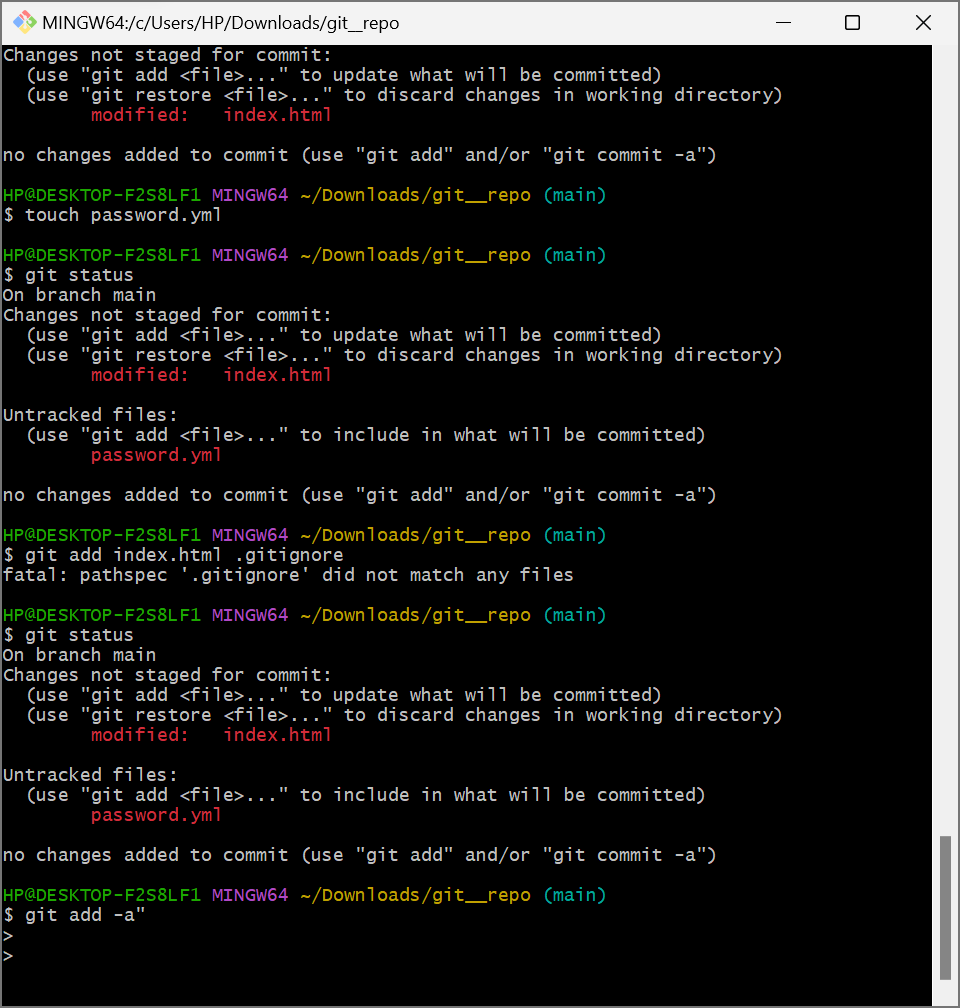 MINGW64:/c/Users/HP/Downloads/git__repo
Changes not staged for commit:
  (use "git add <file>..." to update what will be committed)
  (use "git restore <file>..." to discard changes in working directory)
        modified:   index.html

no changes added to commit (use "git add" and/or "git commit -a")

HP@DESKTOP-F2S8LF1 MINGW64 ~/Downloads/git__repo (main)
$ touch password.yml

HP@DESKTOP-F2S8LF1 MINGW64 ~/Downloads/git__repo (main)
$ git status
On branch main
Changes not staged for commit:
  (use "git add <file>..." to update what will be committed)
  (use "git restore <file>..." to discard changes in working directory)
        modified:   index.html

Untracked files:
  (use "git add <file>..." to include in what will be committed)
        password.yml

no changes added to commit (use "git add" and/or "git commit -a")

HP@DESKTOP-F2S8LF1 MINGW64 ~/Downloads/git__repo (main)
$ git add index.html .gitignore
fatal: pathspec '.gitignore' did not match any files

HP@DESKTOP-F2S8LF1 MINGW64 ~/Downloads/git__repo (main)
$ git status
On branch main
Changes not staged for commit:
  (use "git add <file>..." to update what will be committed)
  (use "git restore <file>..." to discard changes in working directory)
        modified:   index.html

Untracked files:
  (use "git add <file>..." to include in what will be committed)
        password.yml

no changes added to commit (use "git add" and/or "git commit -a")

HP@DESKTOP-F2S8LF1 MINGW64 ~/Downloads/git__repo (main)
$ git add -a"
>
>